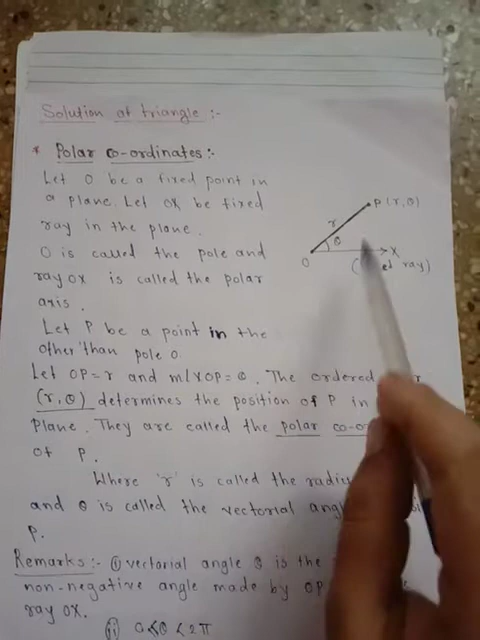 Solution at triangle :-
* Polar co-ordinates :-
Let O be a fixed point in
a plane. Let OX be fixed
ray in the plane.
O is called the pole and
ray OX is called the polar
axis.
P (r, θ)
r
θ
O
X
ray)
Let P be a point in the
other than pole O.
Let OP = r and m∠XOP = θ. The ordered
(r, θ) determines the position of P in
plane. They are called the polar co-
of P.
Where 'r' is called the
and θ is called the vectorial
P.
Remarks :- (i) vectorial angle θ is the
non-negative angle made by OP
ray OX.
(ii) 0 ≤ θ < 2π